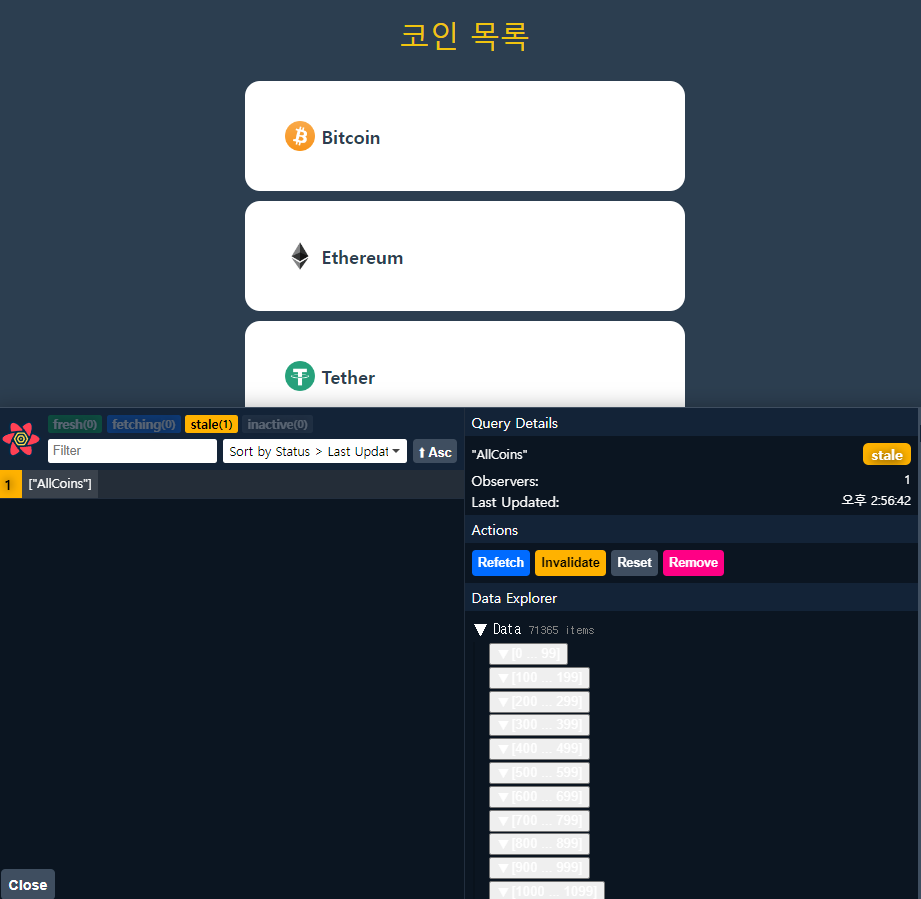 코인 목록
Bitcoin
Ethereum
Tether
fresh(0) fetching(0) stale(1) inactive(0)
Filter Sort by Status > Last Updat ⬆ Asc
1 ["AllCoins"]
Close
Query Details
"AllCoins" stale
Observers: 1
Last Updated: 오후 2:56:42
Actions
Refetch Invalidate Reset Remove
Data Explorer
▼ Data 71365 items
▼[0 ... 99]
▼[100 ... 199]
▼[200 ... 299]
▼[300 ... 399]
▼[400 ... 499]
▼[500 ... 599]
▼[600 ... 699]
▼[700 ... 799]
▼[800 ... 899]
▼[900 ... 999]
▼[1000 ... 1099]